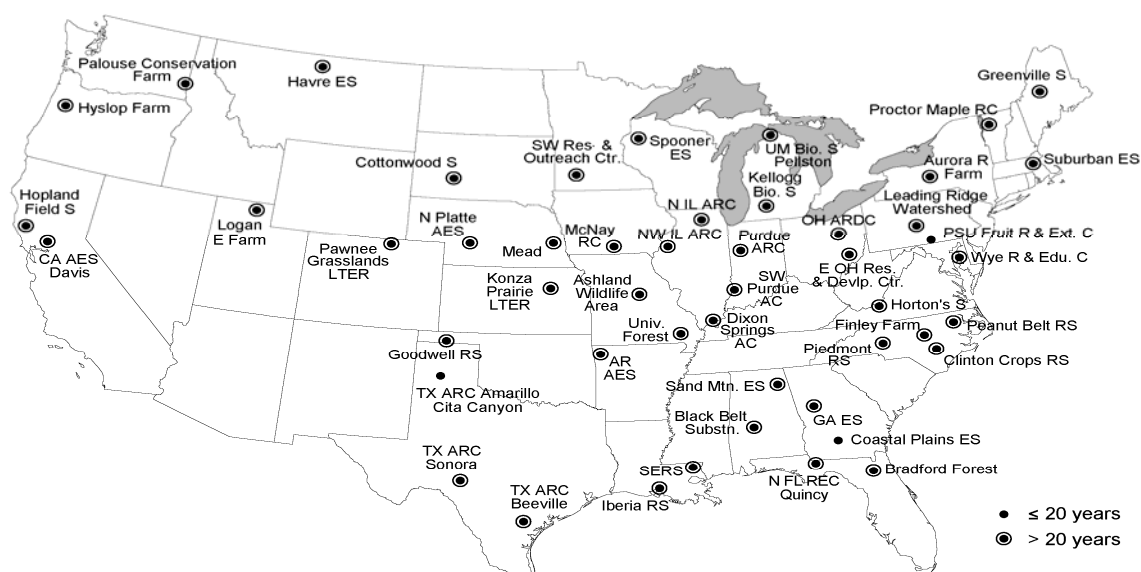 Palouse Conservation
Farm
Havre ES
Hyslop Farm
Greenville S
Proctor Maple RC
SW Res· &
Outreach Ctr.
Spooner
ES
UM Bio. S
Pellston
Suburban ES
Aurora R
Farm
Cottonwood S
Kellogg
Bio. S
Leading Ridge
Watershed
Hopland
Field S
Logan
E Farm
N Platte
AES
N IL ARC
OH ARDC
PSU Fruit R & Ext. C
McNay
RC
NW IL ARC
Purdue
ARC
CA AES
Davis
Pawnee
Grasslands
LTER
Mead
E OH Res.
& Devlp. Ctr.
Wye R & Edu. C
Konza
Prairie
LTER
Ashland
Wildlife
Area
SW
Purdue
AC
Horton's S
Univ.
Forest
Dixon
Springs
AC
Finley Farm
Peanut Belt RS
Goodwell RS
AR
AES
Piedmont
RS
Clinton Crops RS
TX ARC Amarillo
Cita Canyon
Sand Mtn. ES
Black Belt
Substn.
GA ES
Coastal Plains ES
TX ARC
Sonora
SERS
Bradford Forest
N FL REC
Quincy
TX ARC
Beeville
Iberia RS
≤ 20 years
> 20 years